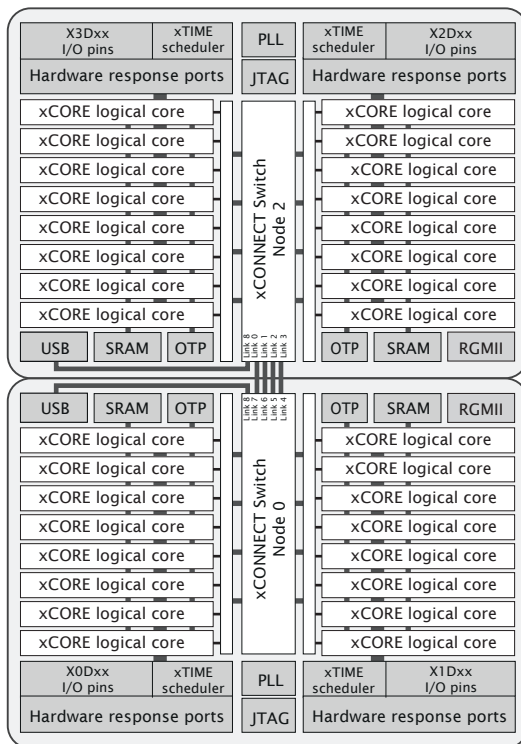 X3Dxx I/O pins
xTIME scheduler
PLL
xTIME scheduler
X2Dxx I/O pins
Hardware response ports
JTAG
Hardware response ports
xCORE logical core
xCORE logical core
xCORE logical core
xCORE logical core
xCORE logical core
xCORE logical core
xCORE logical core
xCORE logical core
xCONNECT Switch
Node 2
xCORE logical core
xCORE logical core
xCORE logical core
xCORE logical core
xCORE logical core
xCORE logical core
xCORE logical core
xCORE logical core
USB
SRAM
OTP
Link 8
Link 0
Link 1
Link 2
Link 3
OTP
SRAM
RGMII
USB
SRAM
OTP
Link 8
Link 7
Link 6
Link 5
Link 4
OTP
SRAM
RGMII
xCORE logical core
xCORE logical core
xCORE logical core
xCORE logical core
xCORE logical core
xCORE logical core
xCORE logical core
xCORE logical core
xCONNECT Switch
Node 0
xCORE logical core
xCORE logical core
xCORE logical core
xCORE logical core
xCORE logical core
xCORE logical core
xCORE logical core
xCORE logical core
X0Dxx
I/O pins
xTIME
scheduler
PLL
xTIME
scheduler
X1Dxx
I/O pins
Hardware response ports
JTAG
Hardware response ports